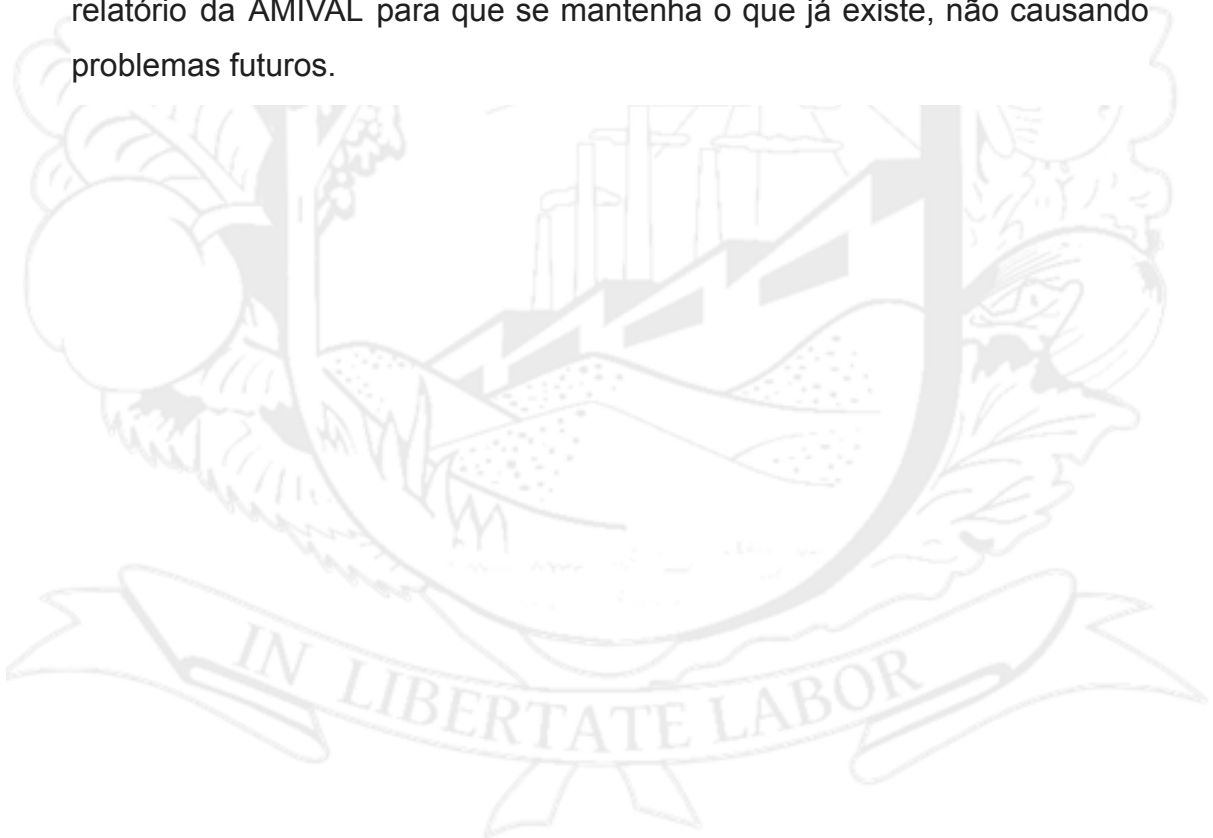 relatório da AMIVAL para que se mantenha o que já existe, não causando
problemas futuros.
IN LIBERTATE LABOR